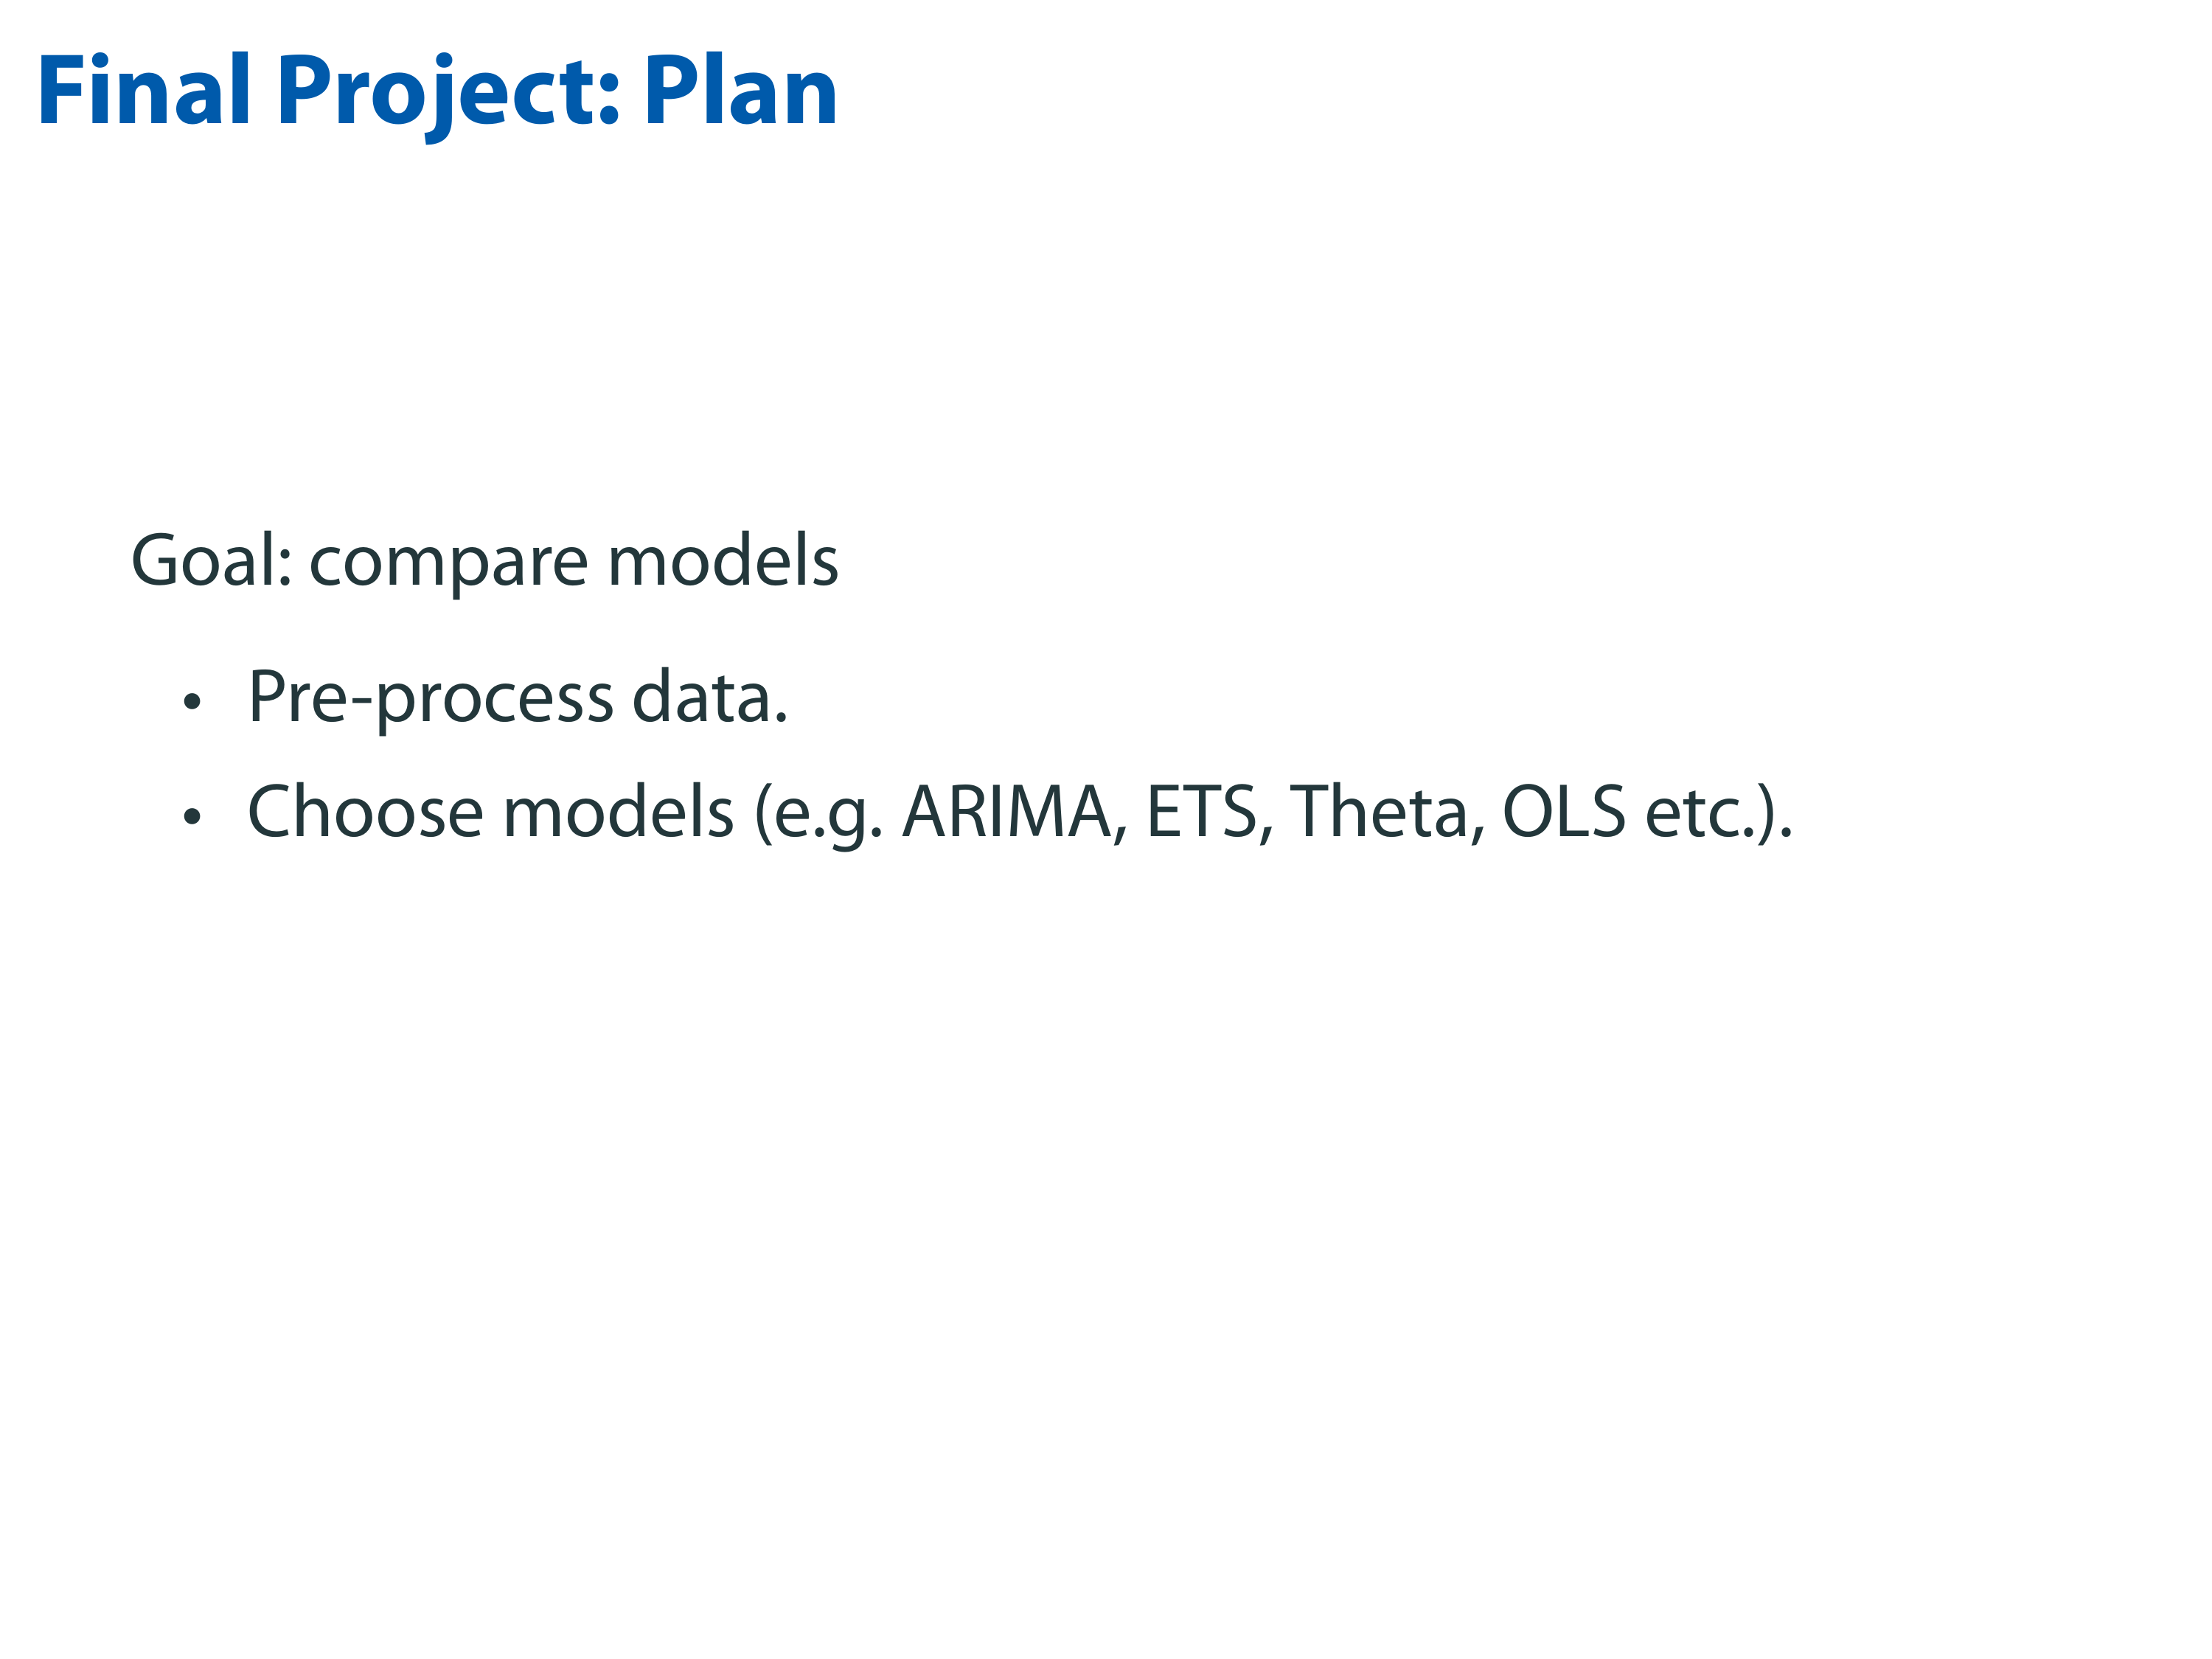 Final Project: Plan
Goal: compare models
• Pre-process data.
• Choose models (e.g. ARIMA, ETS, Theta, OLS etc.).